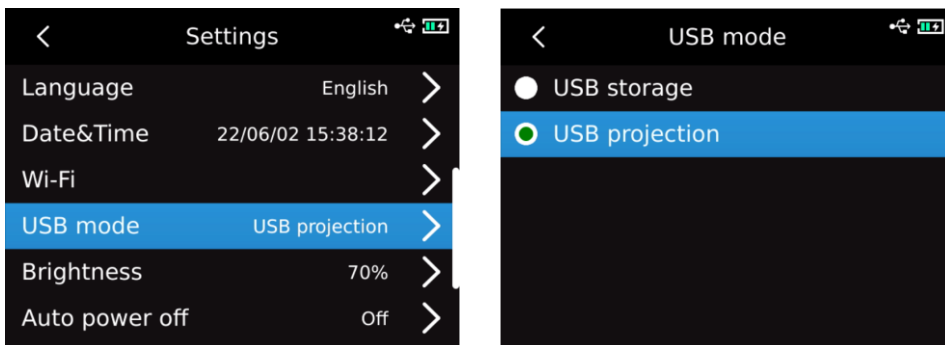 Settings
Language English
Date&Time 22/06/02 15:38:12
Wi-Fi
USB mode USB projection
Brightness 70%
Auto power off Off
USB mode
USB storage
USB projection